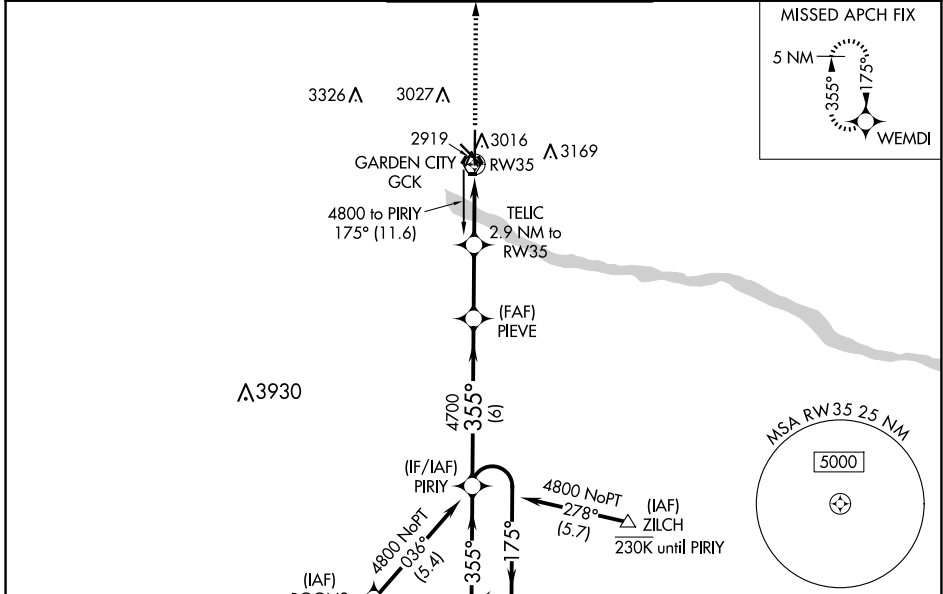 MISSED APCH FIX
5 NM
355°
175°
WEMDI
3326
3027
2919
3016
3169
GARDEN CITY
GCK
RW35
4800 to PIRIY
175° (11.6)
TELIC
2.9 NM to
RW35
(FAF)
PIEVE
3930
4700
355°
(6)
MSA RW35 25 NM
5000
(IF/IAF)
PIRIY
4800 NoPT
278°
(5.7)
(IAF)
ZILCH
230K until PIRIY
4800 NoPT
036°
(5.4)
355°
175°
(IAF)